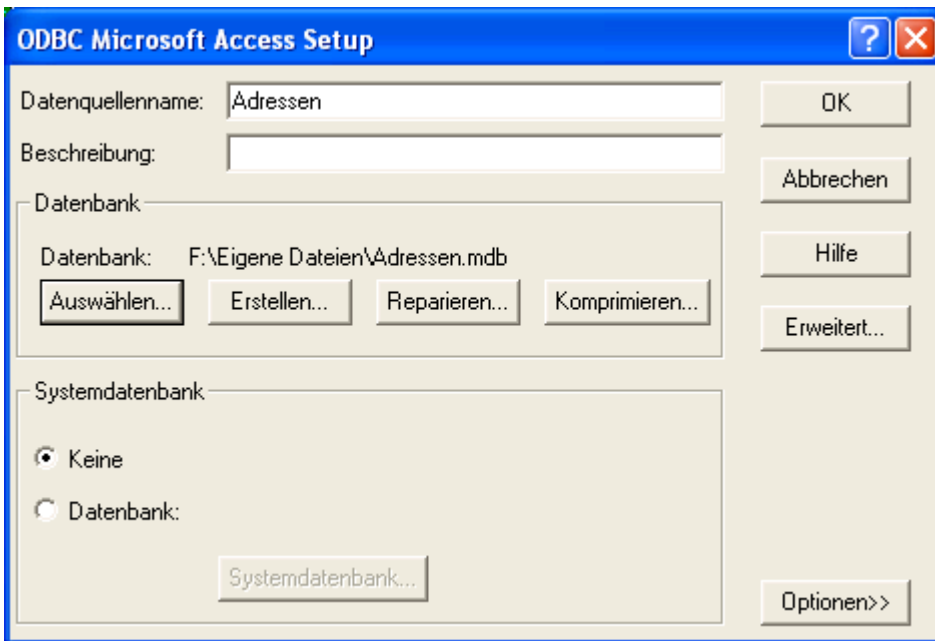 ODBC Microsoft Access Setup
Datenquellenname: Adressen
OK
Beschreibung:
Abbrechen
Datenbank
Datenbank: F:\Eigene Dateien\Adressen.mdb
Hilfe
Auswählen... Erstellen... Reparieren... Komprimieren...
Erweitert...
Systemdatenbank
Keine
Datenbank:
Systemdatenbank...
Optionen>>